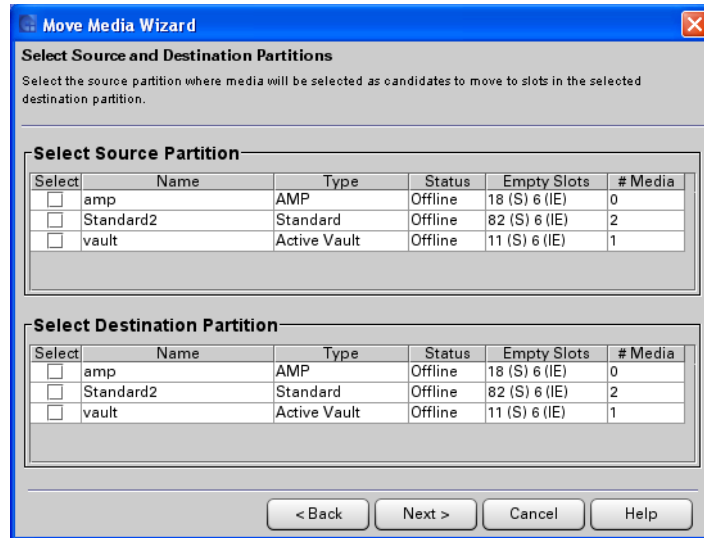 Move Media Wizard
Select Source and Destination Partitions
Select the source partition where media will be selected as candidates to move to slots in the selected
destination partition.
Select Source Partition
Select Name Type Status Empty Slots # Media
amp AMP Offline 18 (S) 6 (IE) 0
Standard2 Standard Offline 82 (S) 6 (IE) 2
vault Active Vault Offline 11 (S) 6 (IE) 1
Select Destination Partition
Select Name Type Status Empty Slots # Media
amp AMP Offline 18 (S) 6 (IE) 0
Standard2 Standard Offline 82 (S) 6 (IE) 2
vault Active Vault Offline 11 (S) 6 (IE) 1
< Back Next > Cancel Help